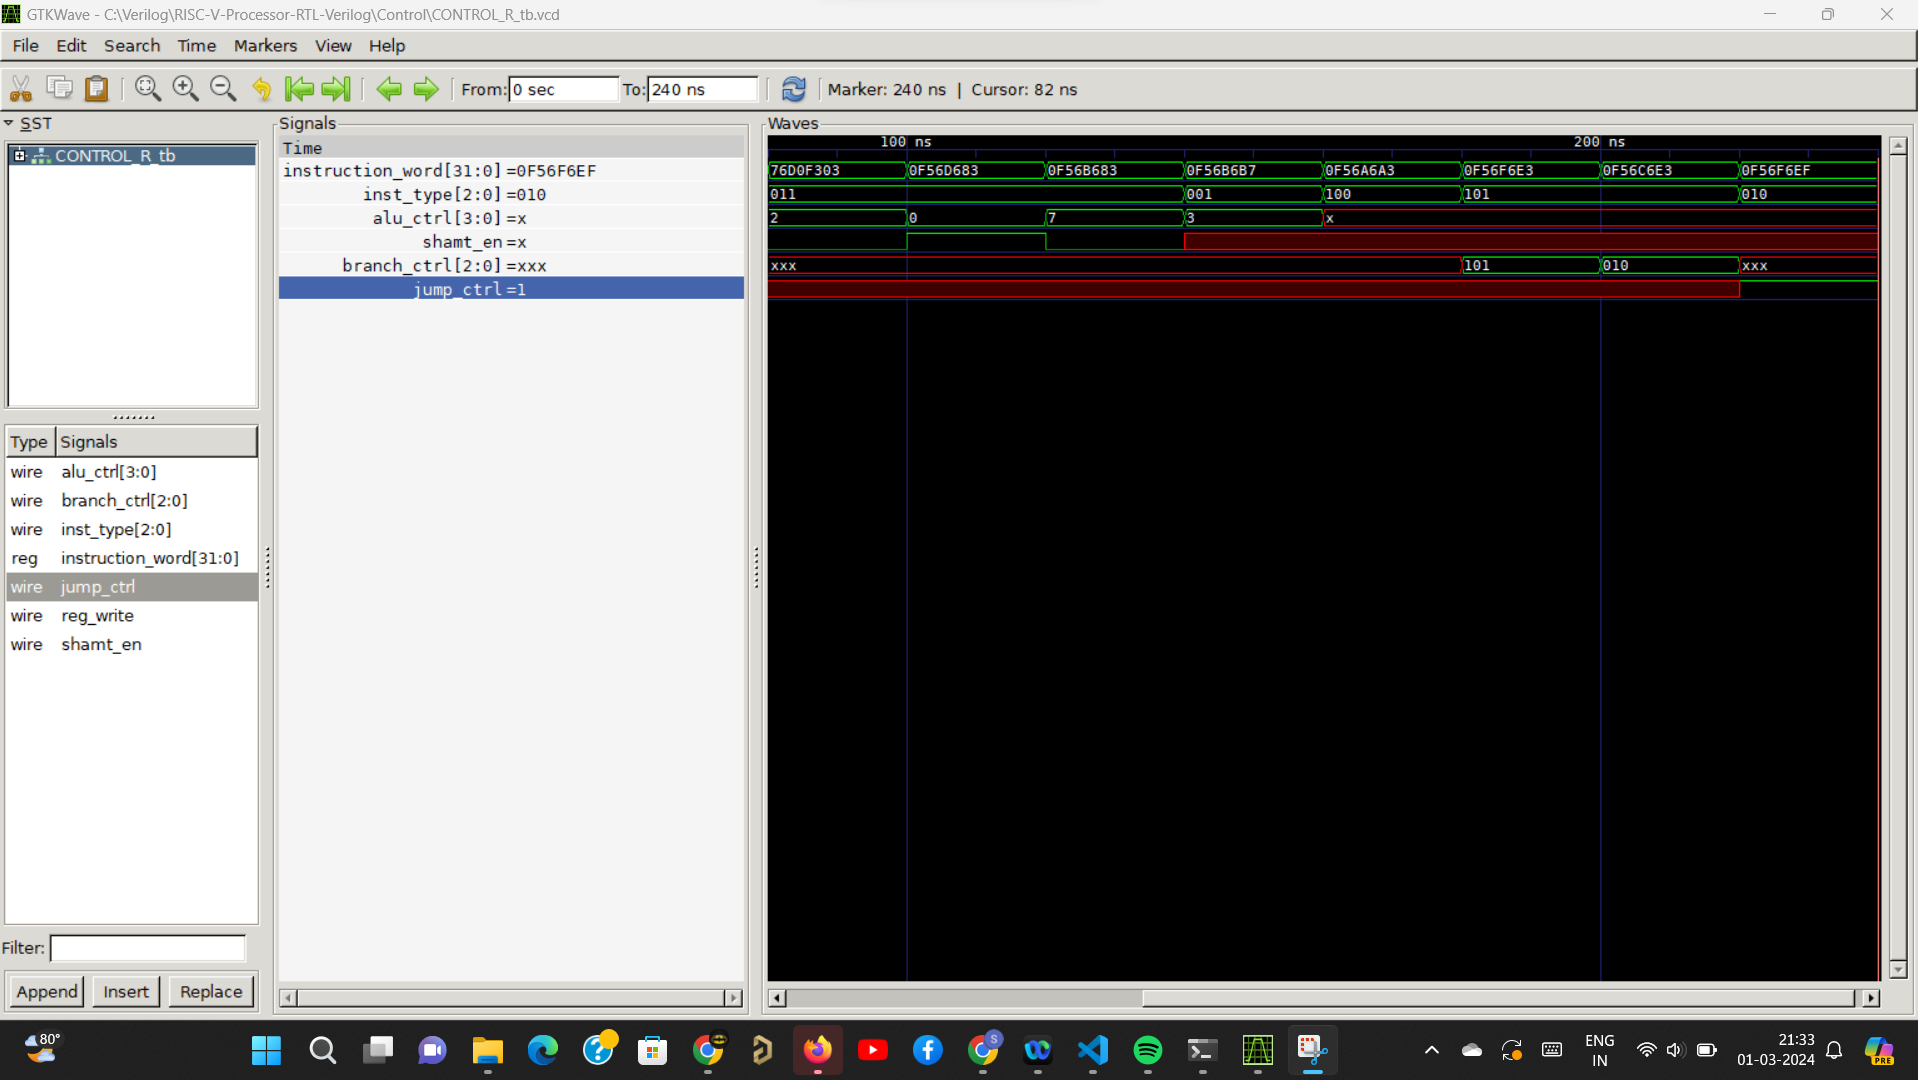 GTKWave - C:\Verilog\RISC-V-Processor-RTL-Verilog\Control\CONTROL_R_tb.vcd
File Edit Search Time Markers View Help
From: 0 sec To: 240 ns Marker: 240 ns | Cursor: 82 ns
SST
CONTROL_R_tb
Type Signals
wire alu_ctrl[3:0]
wire branch_ctrl[2:0]
wire inst_type[2:0]
reg instruction_word[31:0]
wire jump_ctrl
wire reg_write
wire shamt_en
Filter:
Append Insert Replace
Signals
Time
instruction_word[31:0]=0F56F6EF
inst_type[2:0]=010
alu_ctrl[3:0]=x
shamt_en=x
branch_ctrl[2:0]=xxx
jump_ctrl=1
Waves
100 ns 200 ns
76D0F303 0F56D683 0F56B683 0F56B6B7 0F56A6A3 0F56F6E3 0F56C6E3 0F56F6EF
011 001 100 101 010
2 0 7 3 x
xxx 101 010 xxx
80°
S
ENG
IN
21:33
01-03-2024
PRE